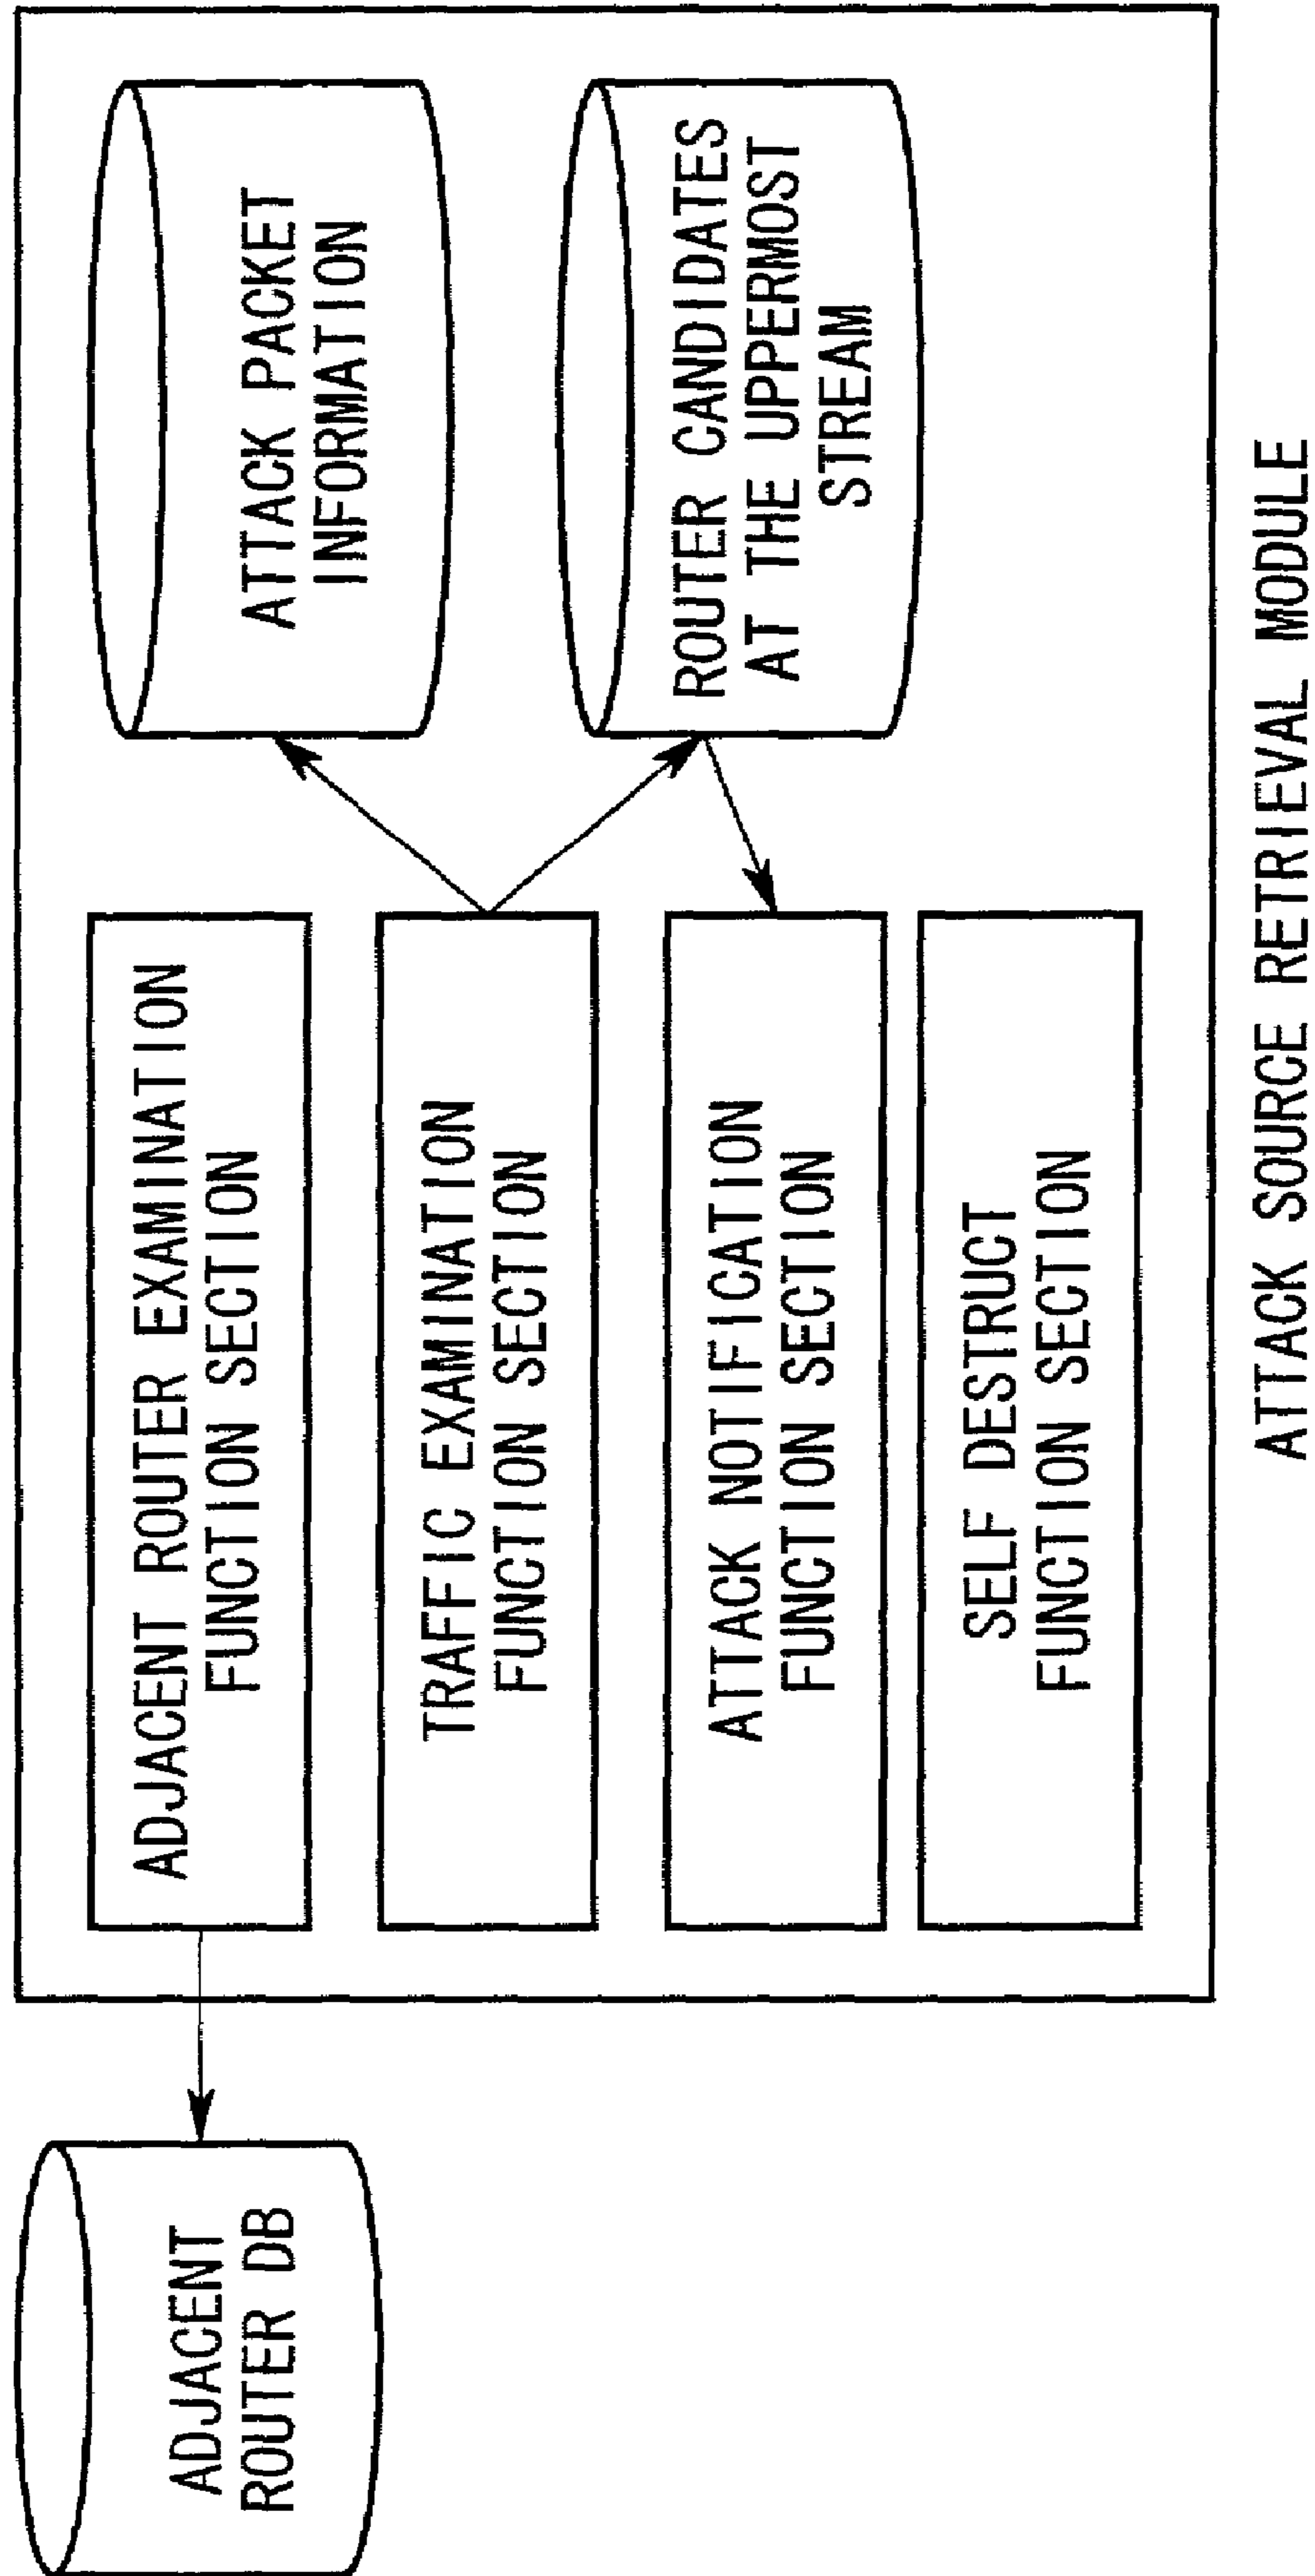 ADJACENT
ROUTER DB
ADJACENT ROUTER EXAMINATION
FUNCTION SECTION
TRAFFIC EXAMINATION
FUNCTION SECTION
ATTACK NOTIFICATION
FUNCTION SECTION
SELF DESTRUCT
FUNCTION SECTION
ATTACK PACKET
INFORMATION
ROUTER CANDIDATES
AT THE UPPERMOST
STREAM
ATTACK SOURCE RETRIEVAL MODULE